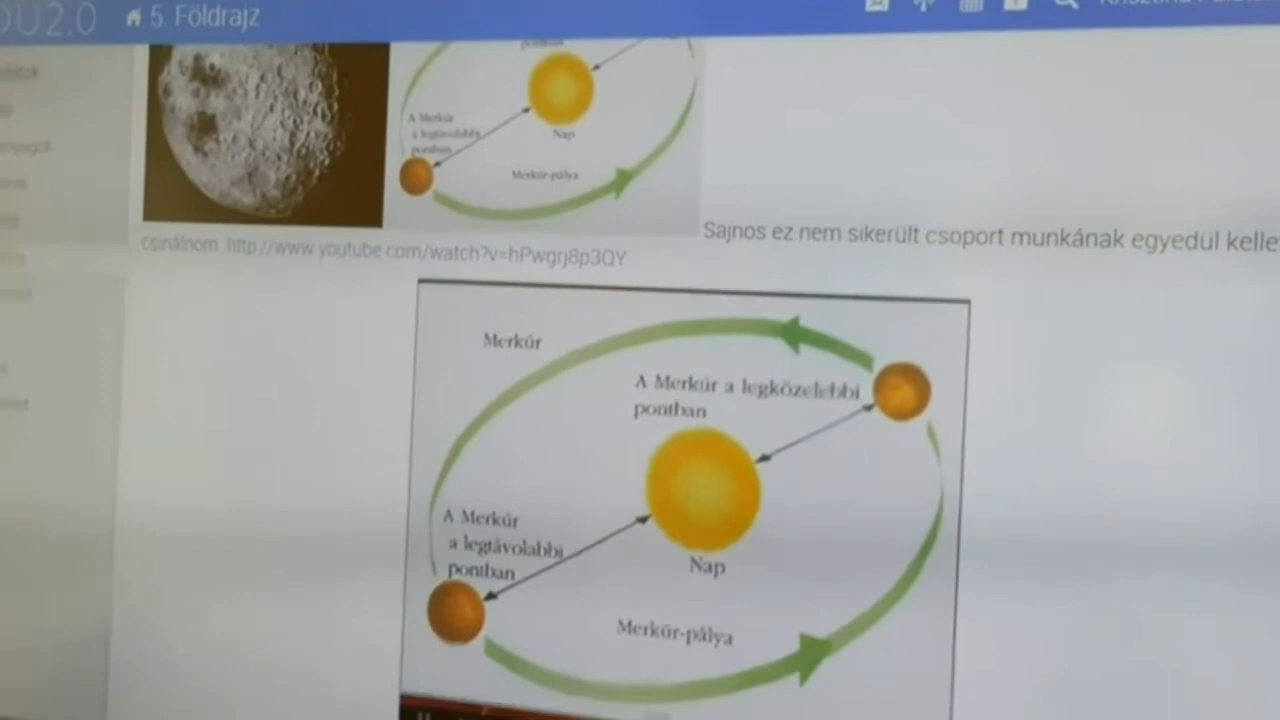 5. Földrajz
A Merkúr
a legtávolabbi
pontban
Nap
Merkúr-pálya
Sajnos ez nem sikerült csoport munkának egyedül kelle
csinálnom http://www youtube com/watch?v=hPwgrj8p3QY
Merkúr
A Merkúr a legközelebbi
pontban
A Merkúr
a legtávolabbi
pontban
Nap
Merkúr-pálya